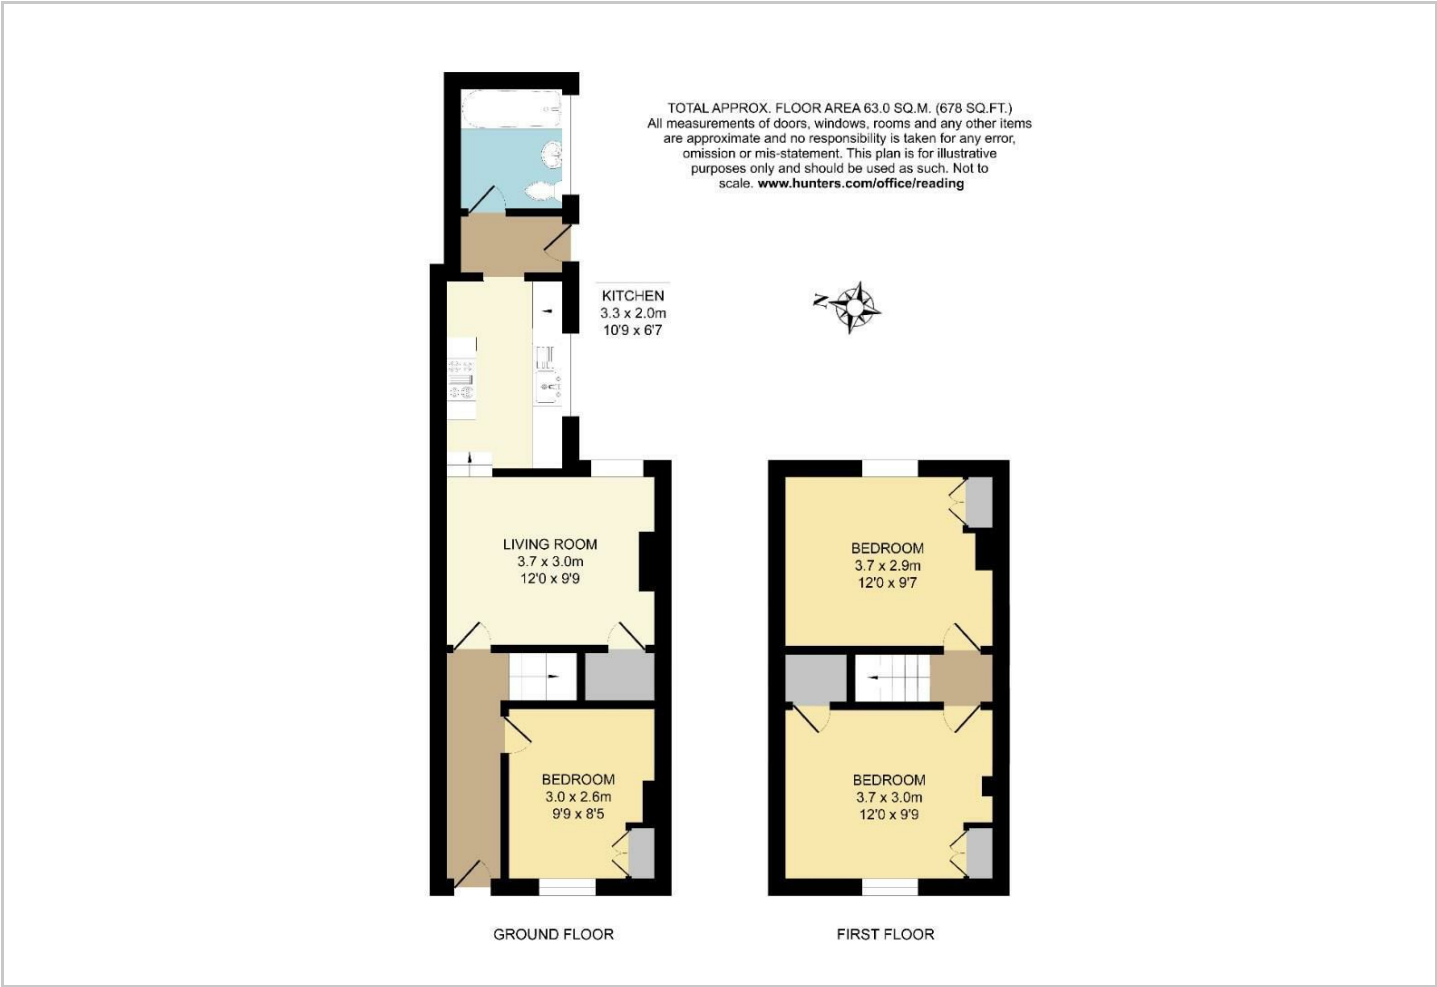 TOTAL APPROX. FLOOR AREA 63.0 SQ.M. (678 SQ.FT.)
All measurements of doors, windows, rooms and any other items
are approximate and no responsibility is taken for any error,
omission or mis-statement. This plan is for illustrative
purposes only and should be used as such. Not to
scale. www.hunters.com/office/reading
KITCHEN
3.3 x 2.0m
10'9 x 6'7
N
LIVING ROOM
3.7 x 3.0m
12'0 x 9'9
BEDROOM
3.7 x 2.9m
12'0 x 9'7
BEDROOM
3.0 x 2.6m
9'9 x 8'5
BEDROOM
3.7 x 3.0m
12'0 x 9'9
GROUND FLOOR
FIRST FLOOR